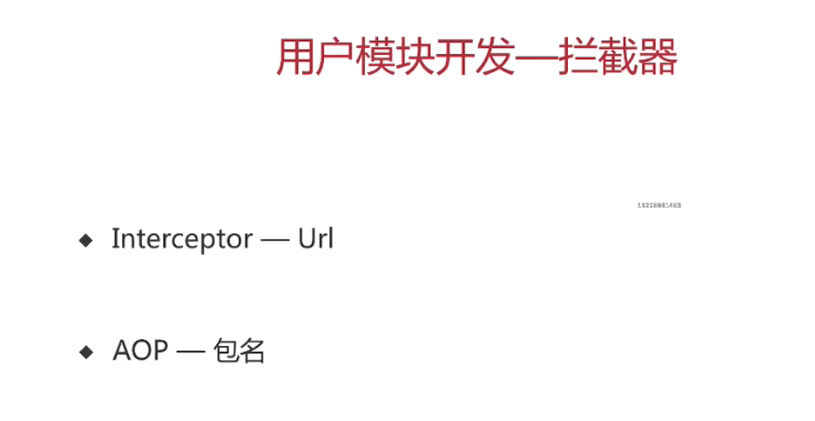 用户模块开发—拦截器
◆ Interceptor — Url
◆ AOP — 包名